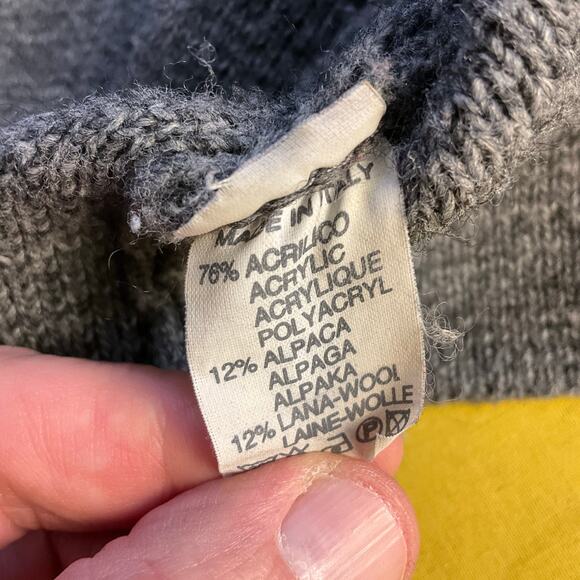 MADE IN ITALY
76% ACRILICO
ACRYLIC
ACRYLIQUE
POLYACRYL
12% ALPACA
ALPAGA
ALPAKA
12% LANA-WOOL
LAINE-WOLLE
P